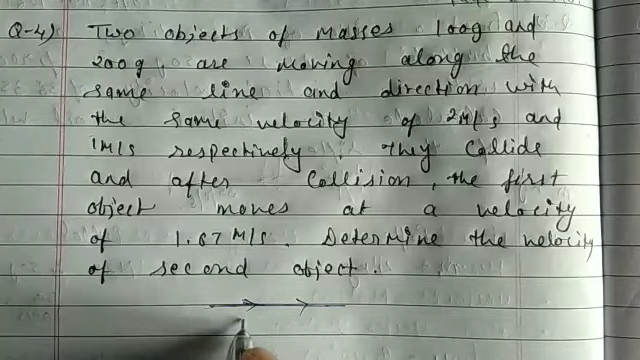 Q-4) Two objects of masses 100g and
200g, are moving along the
same line and direction with
the same velocity of 2M/s and
1M/s respectively. They collide
and after collision, the first
object moves at a velocity
of 1.67 M/s. Determine the velocity
of second object.